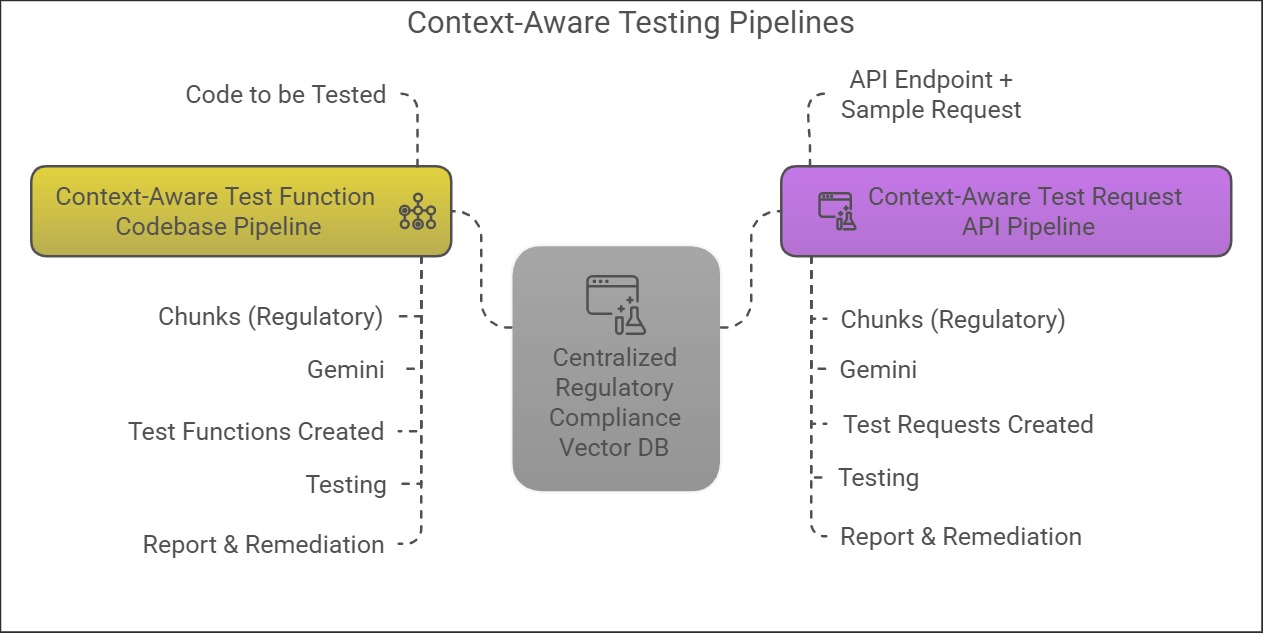 Context-Aware Testing Pipelines
Code to be Tested
Context-Aware Test Function
Codebase Pipeline
Chunks (Regulatory)
Gemini
Test Functions Created
Testing
Report & Remediation
Centralized
Regulatory
Compliance
Vector DB
API Endpoint +
Sample Request
Context-Aware Test Request
API Pipeline
Chunks (Regulatory)
Gemini
Test Requests Created
Testing
Report & Remediation